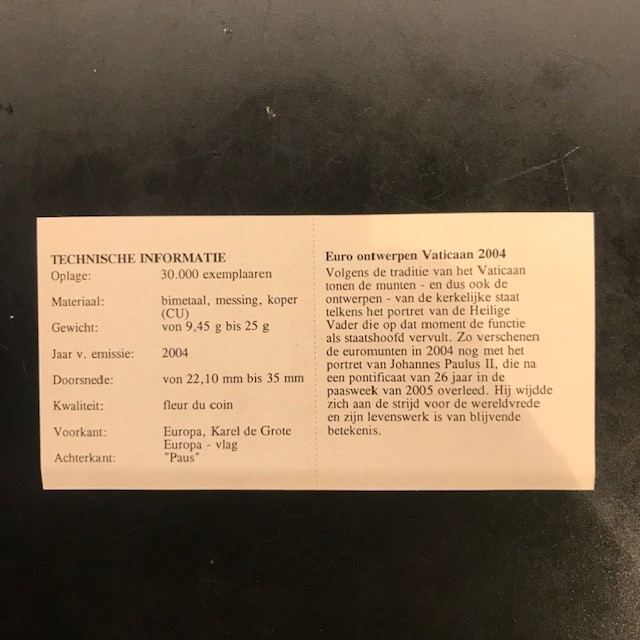 TECHNISCHE INFORMATIE
Oplage: 30.000 exemplaaren
Materiaal: bimetaal, messing, koper
(CU)
Gewicht: von 9,45 g bis 25 g
Jaar v. emissie: 2004
Doorsnede: von 22,10 mm bis 35 mm
Kwaliteit: fleur du coin
Voorkant: Europa, Karel de Grote
Europa - vlag
Achterkant: "Paus"
Euro ontwerpen Vaticaan 2004
Volgens de traditie van het Vaticaan
tonen de munten - en dus ook de
ontwerpen - van de kerkelijke staat
telkens het portret van de Heilige
Vader die op dat moment de functie
als staatshoofd vervult. Zo verschenen
de euromunten in 2004 nog met het
portret van Johannes Paulus II, die na
een pontificaat van 26 jaar in de
paasweek van 2005 overleed. Hij wijdde
zich aan de strijd voor de wereldvrede
en zijn levenswerk is van blijvende
betekenis.